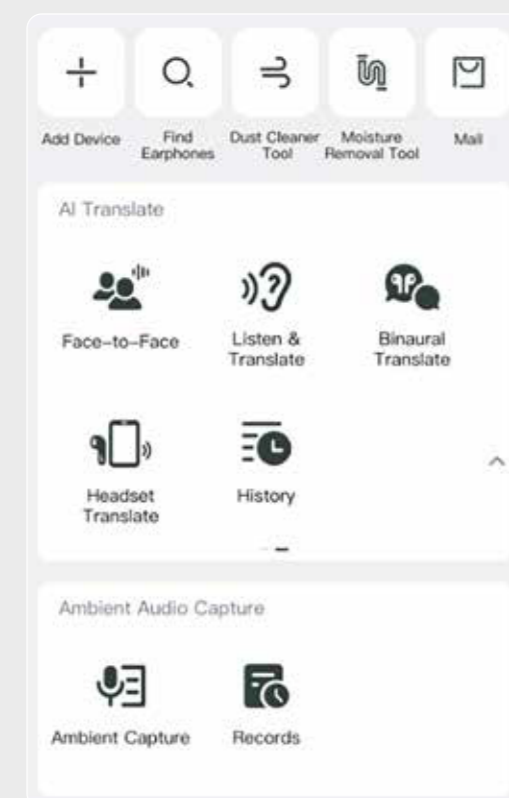 Add Device
Find
Earphones
Dust Cleaner
Tool
Moisture
Removal Tool
Mall
AI Translate
Face-to-Face
Listen &
Translate
Binaural
Translate
Headset
Translate
History
Ambient Audio Capture
Ambient Capture
Records